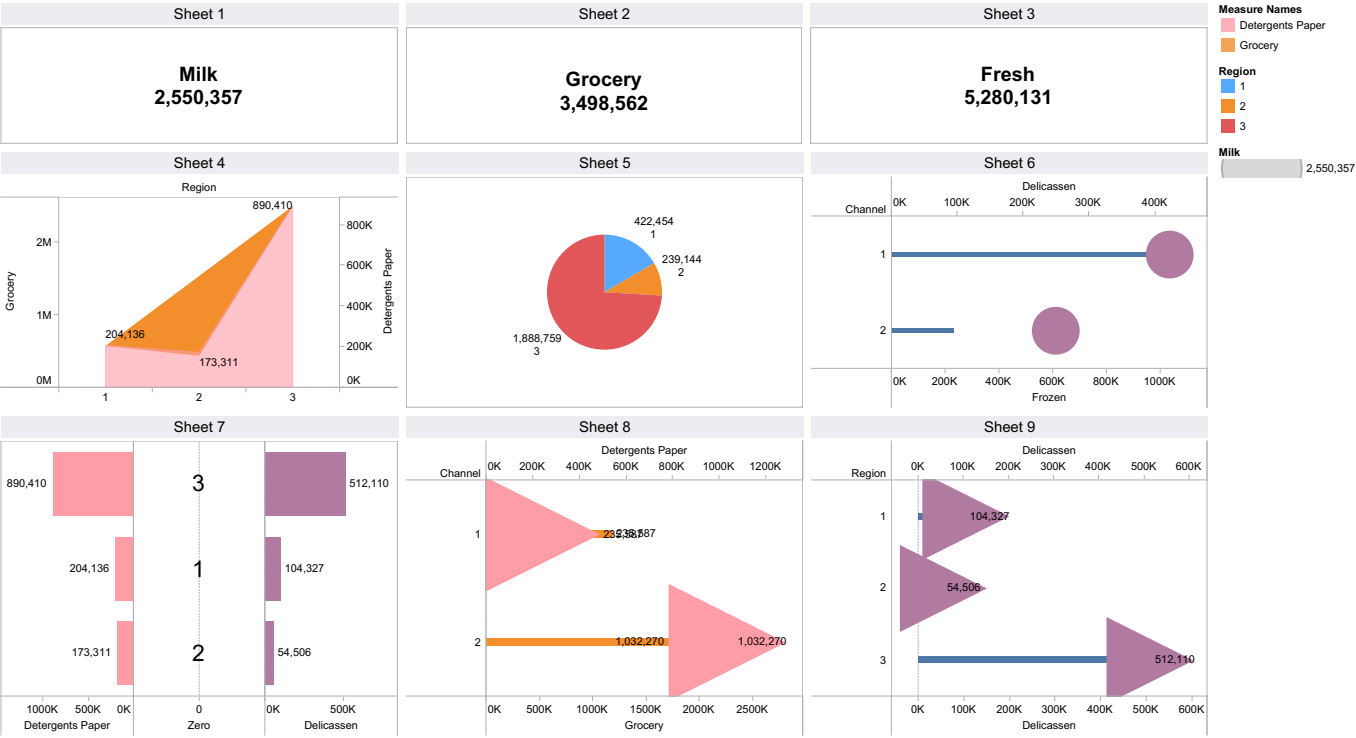 Sheet 1
Milk
2,550,357
Sheet 2
Grocery
3,498,562
Sheet 3
Fresh
5,280,131
Measure Names
Detergents Paper
Grocery
Region
1
2
3
Milk
2,550,357
Sheet 4
Region
890,410
204,136
173,311
2M
1M
0M
Grocery
800K
600K
400K
200K
0K
Detergents Paper
1 2 3
Sheet 5
422,454
1
239,144
2
1,888,759
3
Sheet 6
Delicassen
Channel 0K 100K 200K 300K 400K
1
2
0K 200K 400K 600K 800K 1000K
Frozen
Sheet 7
890,410 3 512,110
204,136 1 104,327
173,311 2 54,506
1000K 500K 0K 0 0K 500K
Detergents Paper Zero Delicassen
Sheet 8
Detergents Paper
Channel 0K 200K 400K 600K 800K 1000K 1200K
1 235,587 235,587
2 1,032,270 1,032,270
0K 500K 1000K 1500K 2000K 2500K
Grocery
Sheet 9
Delicassen
Region 0K 100K 200K 300K 400K 500K 600K
1 104,327
2 54,506
3 512,110
0K 100K 200K 300K 400K 500K 600K
Delicassen